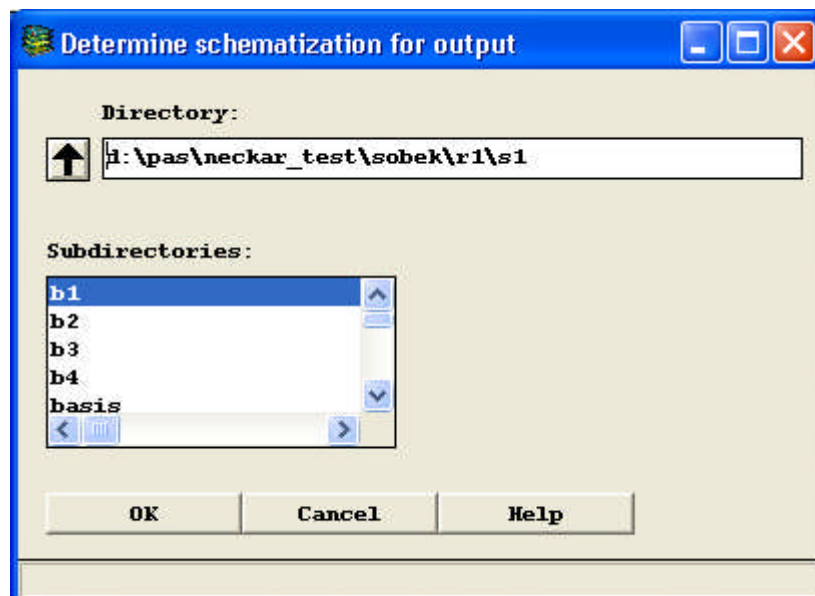 Determine schematization for output
Directory:
d:\pas\neckar_test\sobek\r1\s1
Subdirectories:
b1
b2
b3
b4
basis
OK Cancel Help